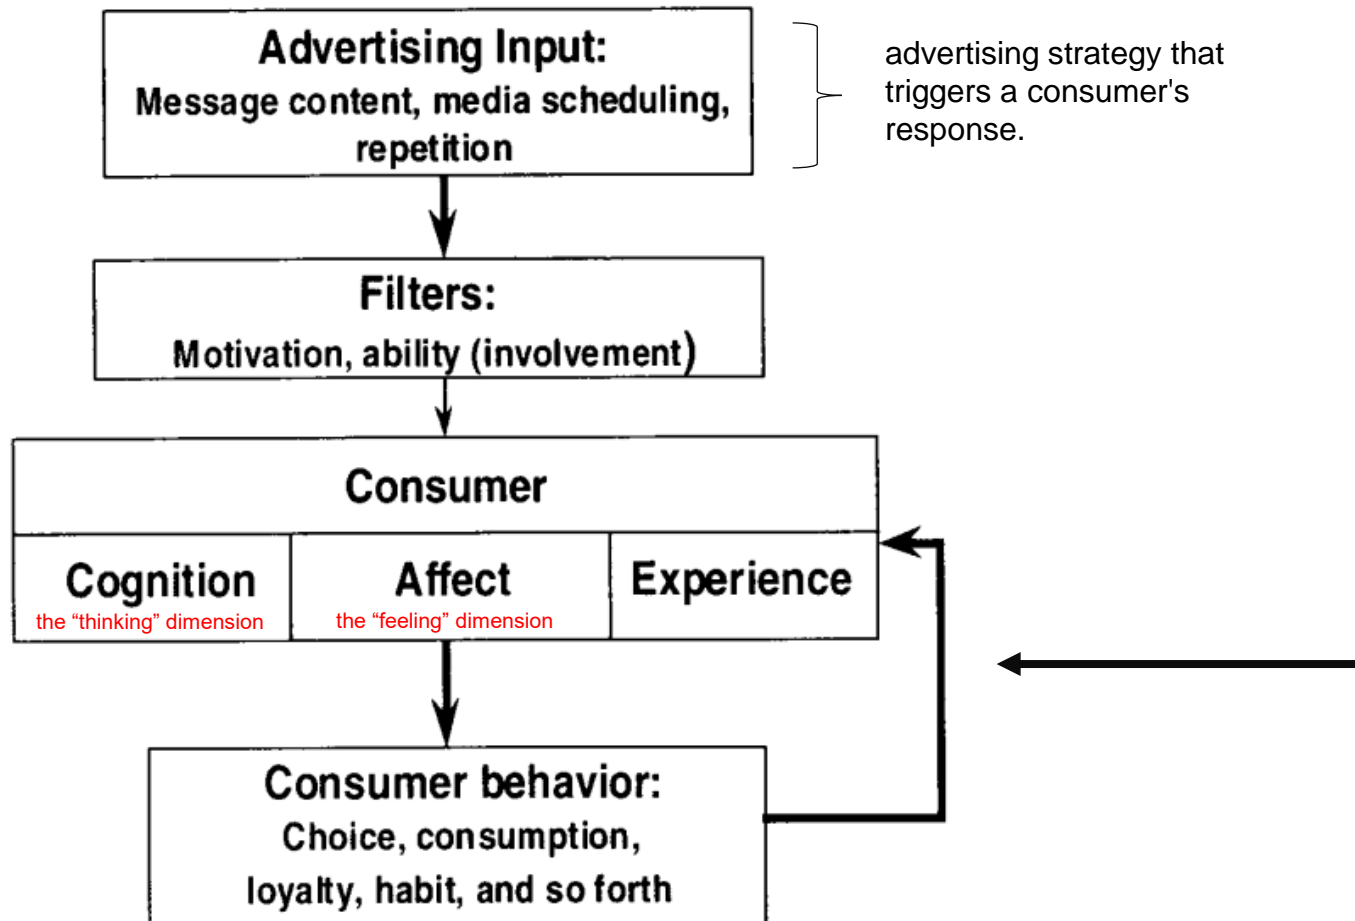 Advertising Input:
Message content, media scheduling,
repetition
advertising strategy that
triggers a consumer's
response.
Filters:
Motivation, ability (involvement)
Consumer
Cognition
the “thinking” dimension
Affect
the “feeling” dimension
Experience
Consumer behavior:
Choice, consumption,
loyalty, habit, and so forth